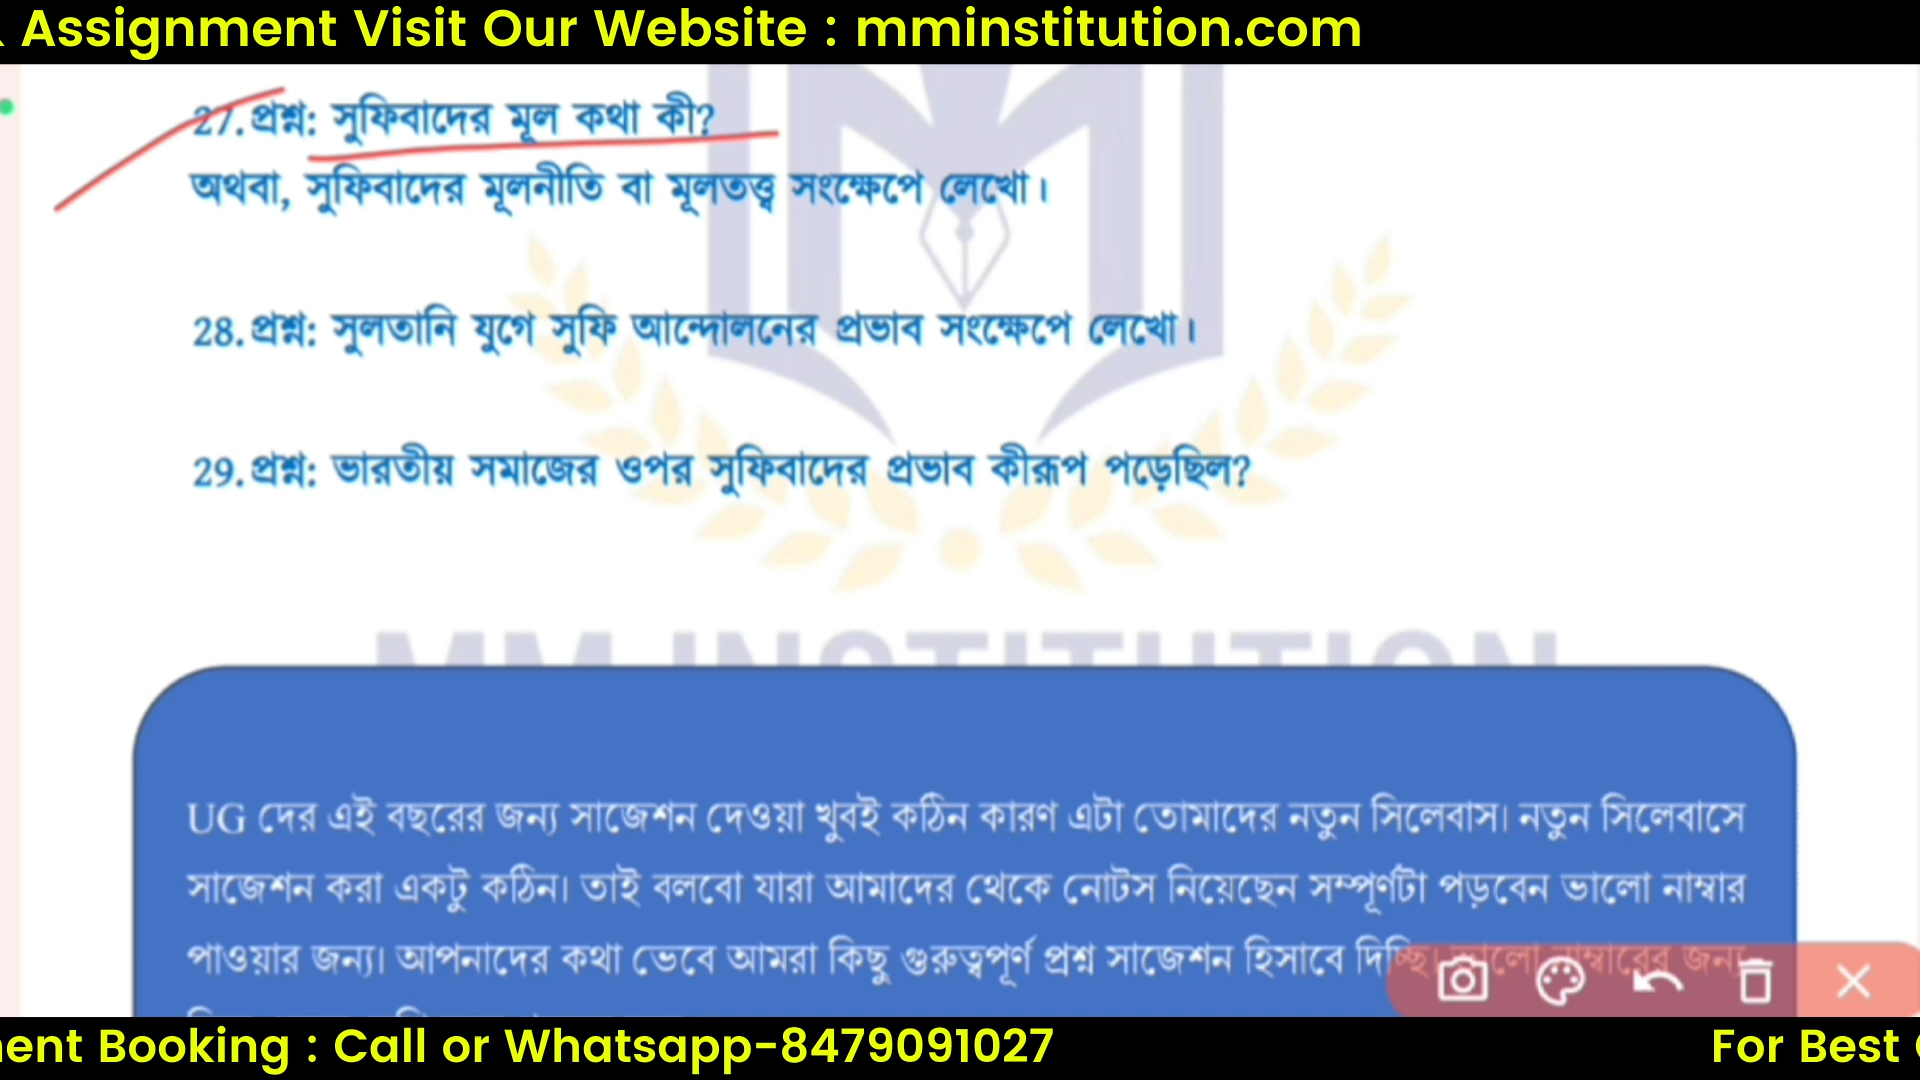 Assignment Visit Our Website : mminstitution.com
27. প্রশ্ন: সুফিবাদের মূল কথা কী?
অথবা, সুফিবাদের মূলনীতি বা মূলতত্ত্ব সংক্ষেপে লেখো।
28. প্রশ্ন: সুলতানি যুগে সুফি আন্দোলনের প্রভাব সংক্ষেপে লেখো।
29. প্রশ্ন: ভারতীয় সমাজের ওপর সুফিবাদের প্রভাব কীরূপ পড়েছিল?
MM INSTITUTION
UG দের এই বছরের জন্য সাজেশন দেওয়া খুবই কঠিন কারণ এটা তোমাদের নতুন সিলেবাস। নতুন সিলেবাসে
সাজেশন করা একটু কঠিন। তাই বলবো যারা আমাদের থেকে নোটস নিয়েছেন সম্পূর্ণটা পড়বেন ভালো নাম্বার
পাওয়ার জন্য। আপনাদের কথা ভেবে আমরা কিছু গুরুত্বপূর্ণ প্রশ্ন সাজেশন হিসাবে দিচ্ছি। ভালো নাম্বারের জন্য
ent Booking : Call or Whatsapp-8479091027
For Best